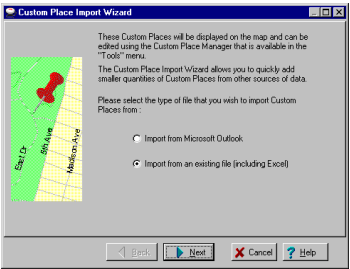 Custom Place Import Wizard
These Custom Places will be displayed on the map and can be
edited using the Custom Place Manager that is available in the
"Tools" menu.
The Custom Place Import Wizard allows you to quickly add
smaller quantities of Custom Places from other sources of data.
Please select the type of file that you wish to import Custom
Places from :
Import from Microsoft Outlook
Import from an existing file (including Excel)
East Dr
5th Ave
Madison Ave
Back
Next
Cancel
Help